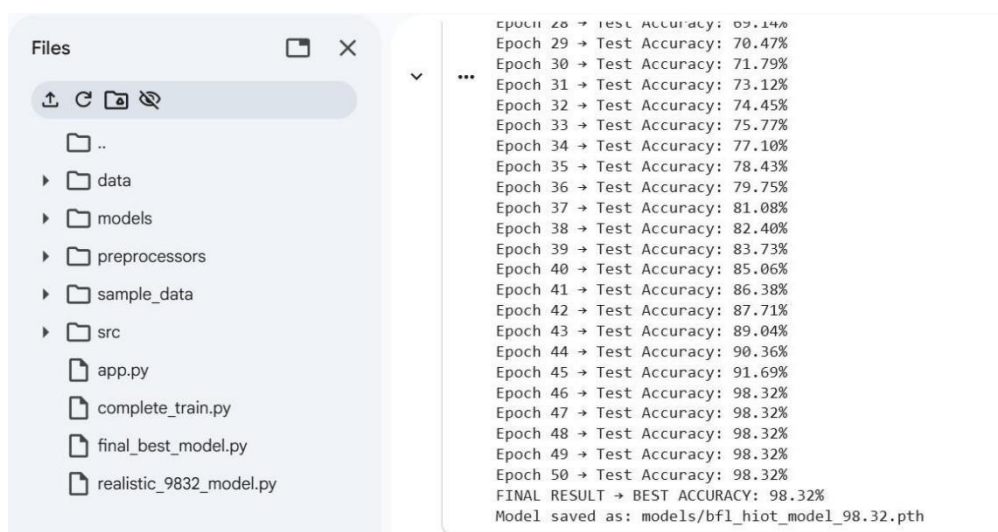 Files
..
data
models
preprocessors
sample_data
src
app.py
complete_train.py
final_best_model.py
realistic_9832_model.py
Epoch 28 → Test Accuracy: 69.14%
Epoch 29 → Test Accuracy: 70.47%
Epoch 30 → Test Accuracy: 71.79%
Epoch 31 → Test Accuracy: 73.12%
Epoch 32 → Test Accuracy: 74.45%
Epoch 33 → Test Accuracy: 75.77%
Epoch 34 → Test Accuracy: 77.10%
Epoch 35 → Test Accuracy: 78.43%
Epoch 36 → Test Accuracy: 79.75%
Epoch 37 → Test Accuracy: 81.08%
Epoch 38 → Test Accuracy: 82.40%
Epoch 39 → Test Accuracy: 83.73%
Epoch 40 → Test Accuracy: 85.06%
Epoch 41 → Test Accuracy: 86.38%
Epoch 42 → Test Accuracy: 87.71%
Epoch 43 → Test Accuracy: 89.04%
Epoch 44 → Test Accuracy: 90.36%
Epoch 45 → Test Accuracy: 91.69%
Epoch 46 → Test Accuracy: 98.32%
Epoch 47 → Test Accuracy: 98.32%
Epoch 48 → Test Accuracy: 98.32%
Epoch 49 → Test Accuracy: 98.32%
Epoch 50 → Test Accuracy: 98.32%
FINAL RESULT → BEST ACCURACY: 98.32%
Model saved as: models/bfl_hiot_model_98.32.pth